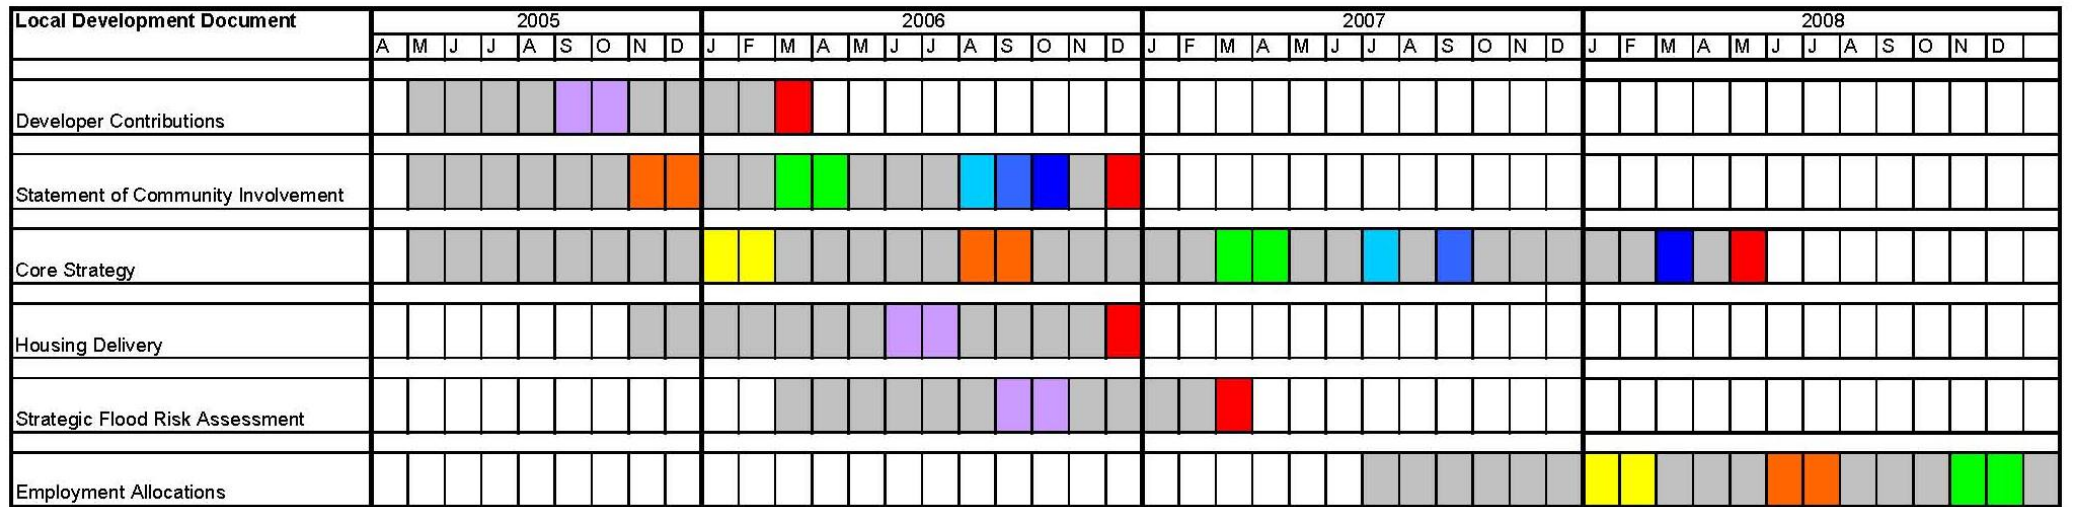 Local Development Document 2005 2006 2007 2008
A M J J A S O N D J F M A M J J A S O N D J F M A M J J A S O N D J F M A M J J A S O N D
Developer Contributions
Statement of Community Involvement
Core Strategy
Housing Delivery
Strategic Flood Risk Assessment
Employment Allocations